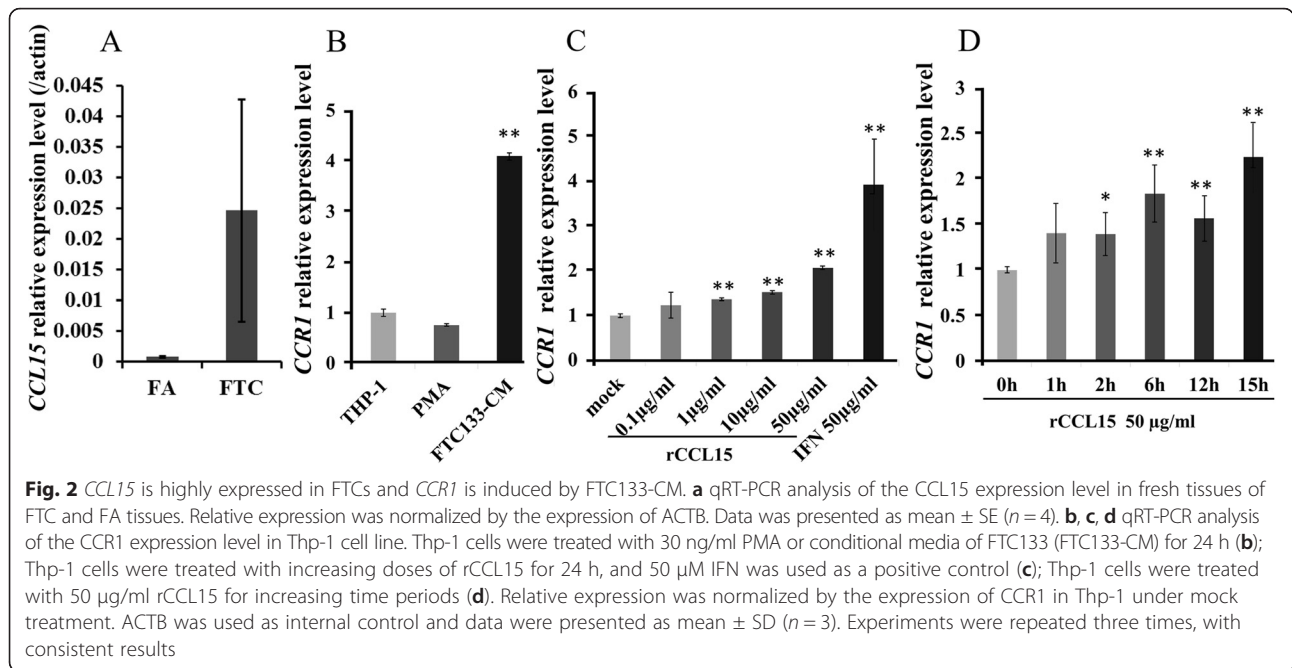 A
CCL15 relative expression level (/actin)
0.045
0.04
0.035
0.03
0.025
0.02
0.015
0.01
0.005
0
FA FTC
B
CCR1 relative expression level
5
4
3
2
1
0
**
THP-1
PMA
FTC133-CM
C
CCR1 relative expression level
6
5
4
3
2
1
0
**
**
**
**
mock
0.1µg/ml
1µg/ml
10µg/ml
50µg/ml
IFN 50µg/ml
rCCL15
D
CCR1 relative expression level
3
2.5
2
1.5
1
0.5
0
*
**
**
**
0h 1h 2h 6h 12h 15h
rCCL15 50 µg/ml
Fig. 2 CCL15 is highly expressed in FTCs and CCR1 is induced by FTC133-CM. a qRT-PCR analysis of the CCL15 expression level in fresh tissues of
FTC and FA tissues. Relative expression was normalized by the expression of ACTB. Data was presented as mean ± SE (n = 4). b, c, d qRT-PCR analysis
of the CCR1 expression level in Thp-1 cell line. Thp-1 cells were treated with 30 ng/ml PMA or conditional media of FTC133 (FTC133-CM) for 24 h (b);
Thp-1 cells were treated with increasing doses of rCCL15 for 24 h, and 50 µM IFN was used as a positive control (c); Thp-1 cells were treated
with 50 µg/ml rCCL15 for increasing time periods (d). Relative expression was normalized by the expression of CCR1 in Thp-1 under mock
treatment. ACTB was used as internal control and data were presented as mean ± SD (n = 3). Experiments were repeated three times, with
consistent results